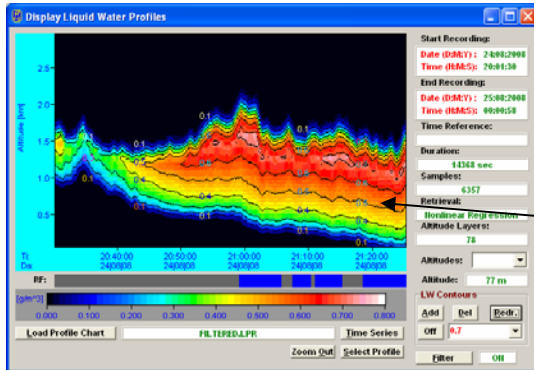 Display Liquid Water Profiles
Start Recording:
Date (D:M:Y) : 24:08:2008
Time (H:M:S): 20:01:30
End Recording:
Date (D:M:Y) : 25:08:2008
Time (H:M:S): 00:00:58
Time Reference:
Duration:
14368 sec
Samples:
6357
Retrieval:
Nonlinear Regression
Altitude Layers:
78
Altitudes:
Altitude: 77 m
LW Contours
Add Del Redr.
Off 0.7
Filter Off
Altitude [km]
2.5-
2.0-
1.5-
1.0-
0.5-
0.1
0.1
0.1
0.1
0.1
0.1
0.4
0.4
Ti: 20:40:00 20:50:00 21:00:00 21:10:00 21:20:00
Da: 24|08|08 24|08|08 24|08|08 24|08|08 24|08|08
RF:
[g/m^3]
0.000 0.100 0.200 0.300 0.400 0.500 0.600 0.700 0.800
Load Profile Chart FILTERED.LPR Time Series
Zoom Out Select Profile